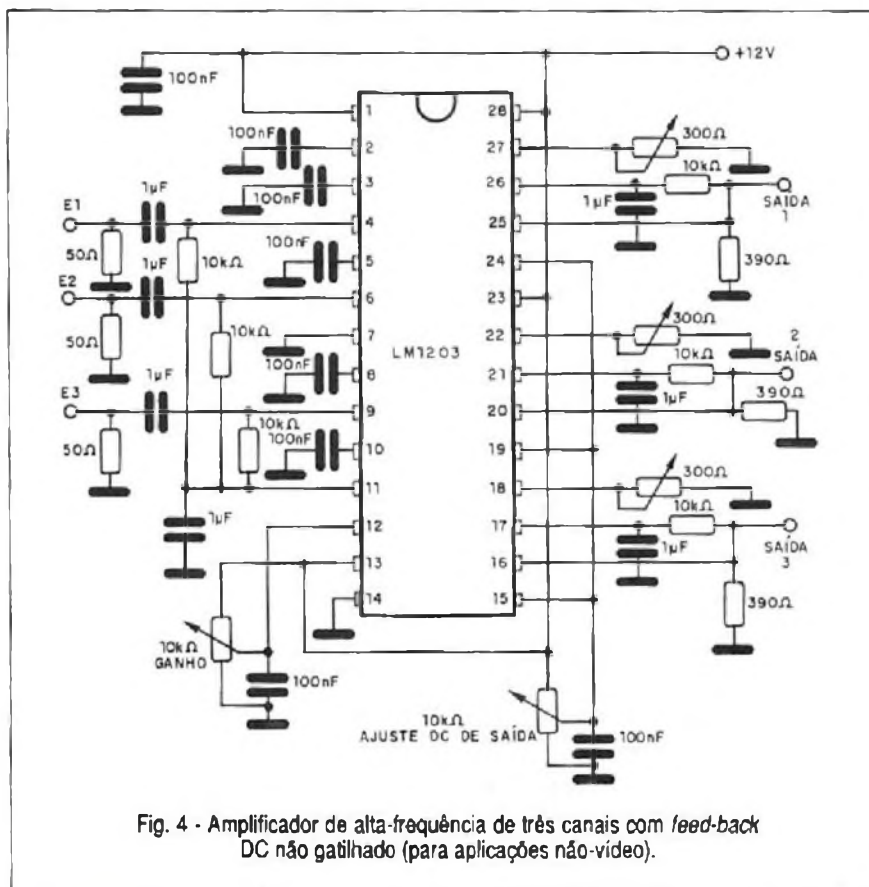 +12V
100nF
1
28
100nF
2
27
300Ω
100nF
3
26
10kΩ
1µF
SAÍDA
1
E1
1µF
4
25
50Ω
10kΩ
100nF
5
24
390Ω
E2
1µF
6
23
50Ω
10kΩ
7
22
300Ω
LM1203
100nF
8
21
10kΩ
2
SAÍDA
1µF
E3
1µF
9
20
390Ω
50Ω
10kΩ
100nF
10
19
11
18
300Ω
1µF
12
17
10kΩ
1µF
SAÍDA
3
13
16
14
15
390Ω
10kΩ
GANHO
100nF
10kΩ
AJUSTE DC DE SAÍDA
100nF
Fig. 4 - Amplificador de alta-frequência de três canais com feed-back
DC não gatilhado (para aplicações não-vídeo).